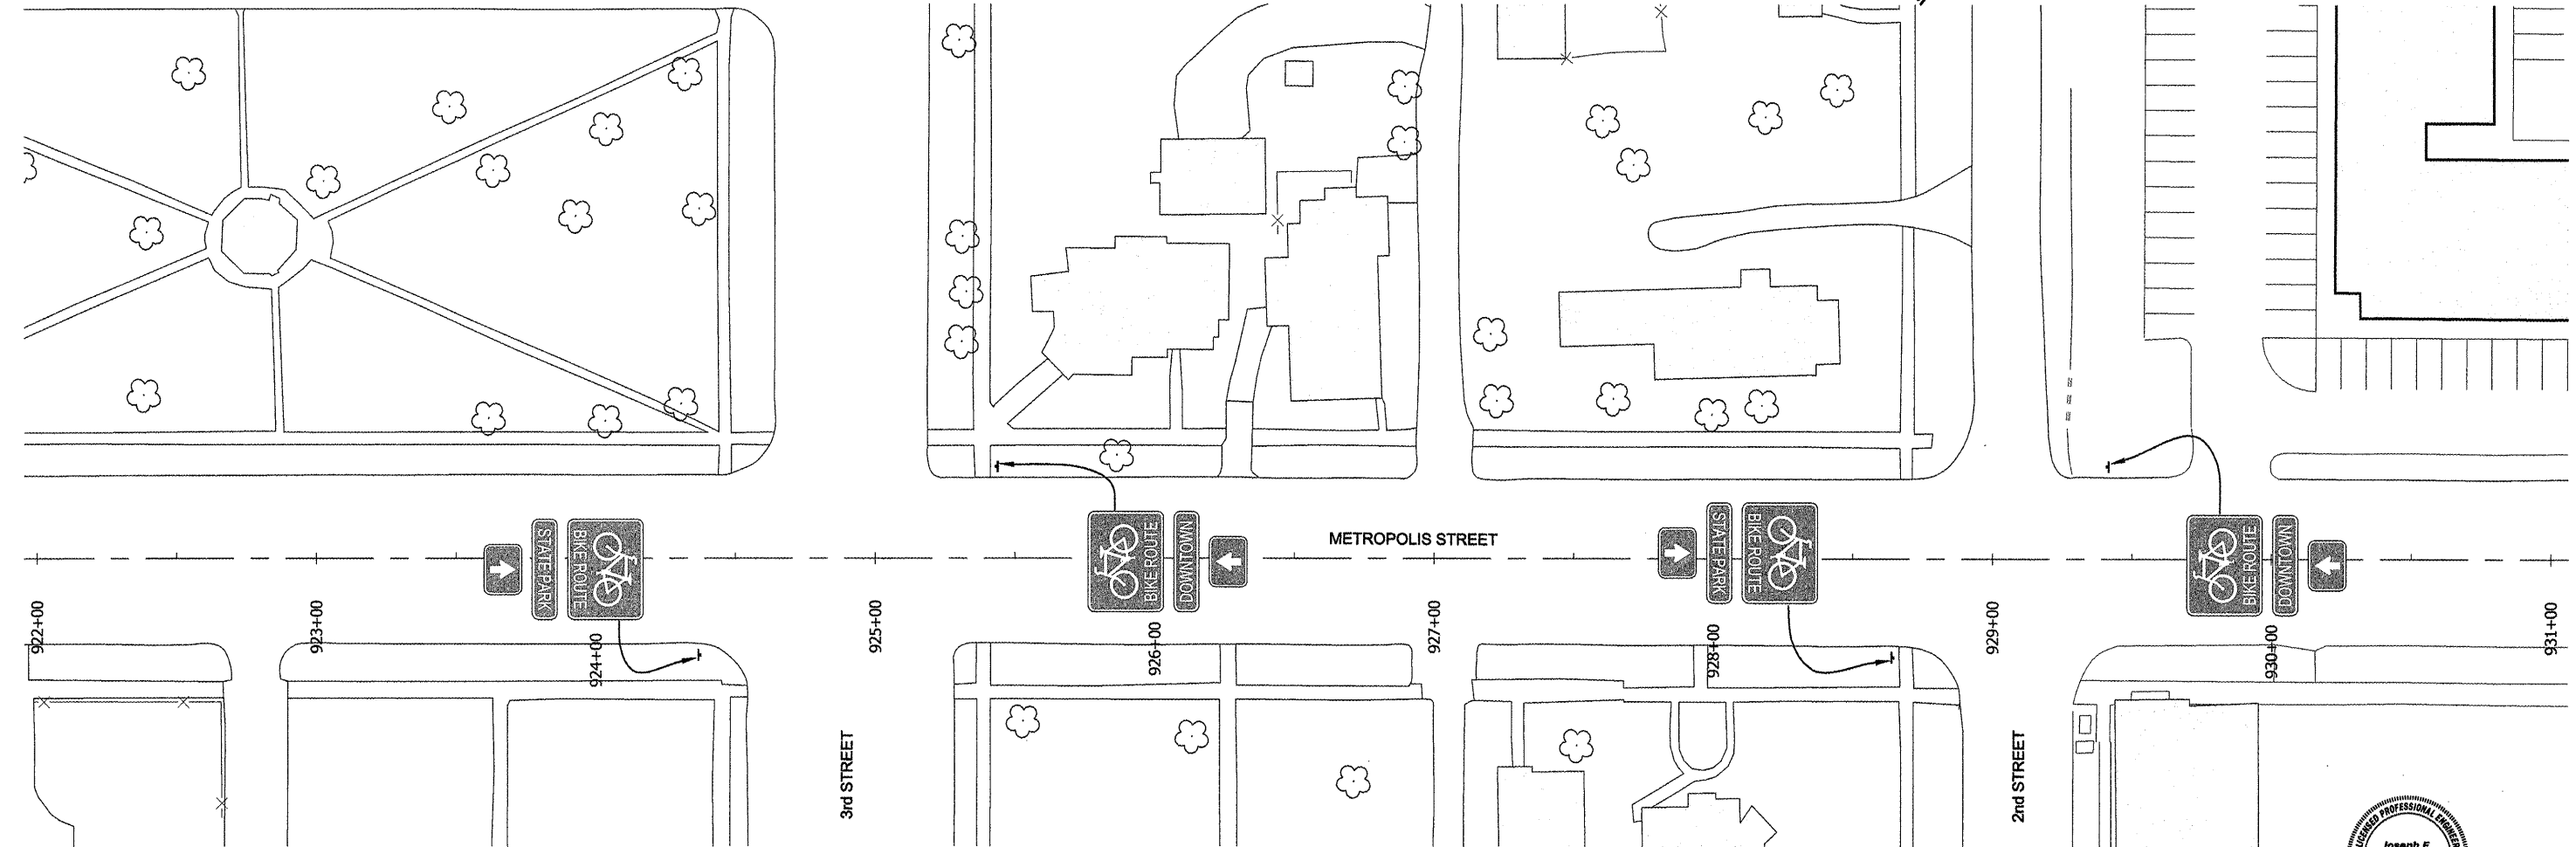 STATE PARK
BIKE ROUTE
BIKE ROUTE
DOWNTOWN
METROPOLIS STREET
STATE PARK
BIKE ROUTE
BIKE ROUTE
DOWNTOWN
922+00
923+00
924+00
925+00
926+00
927+00
928+00
929+00
930+00
931+00
3rd STREET
2nd STREET
LICENSED PROFESSIONAL ENGINEER
Joseph E.